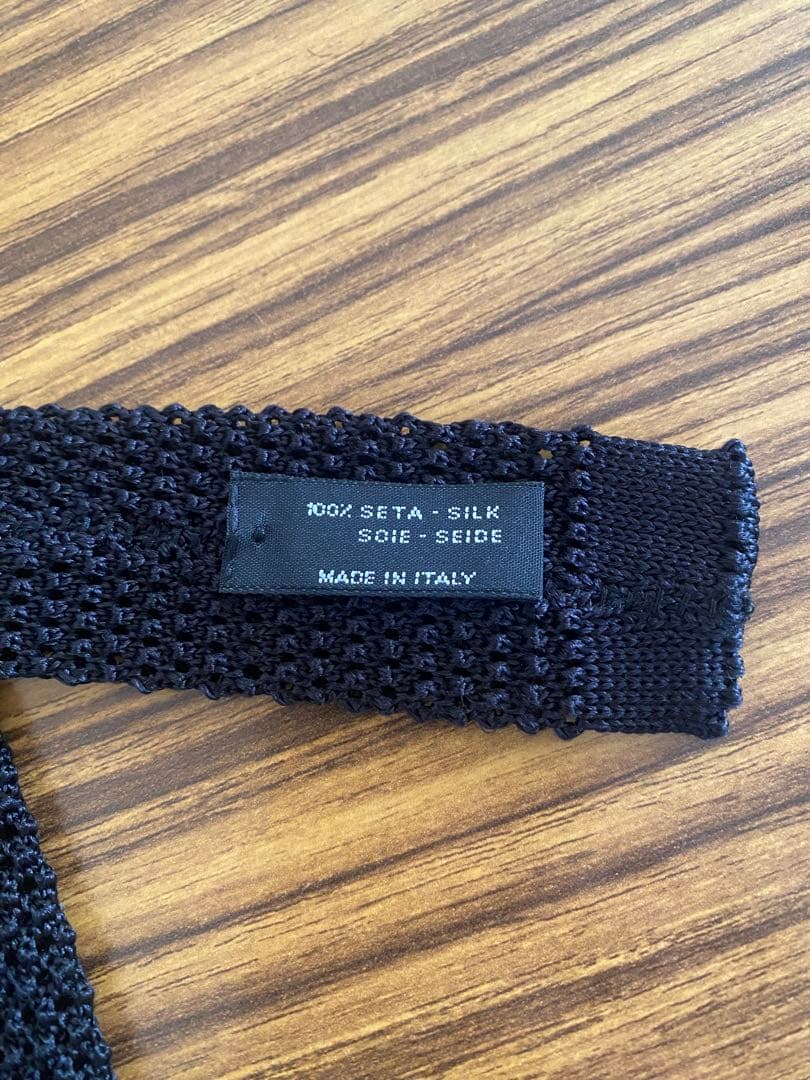 100% SETA - SILK
SOIE - SEIDE
MADE IN ITALY